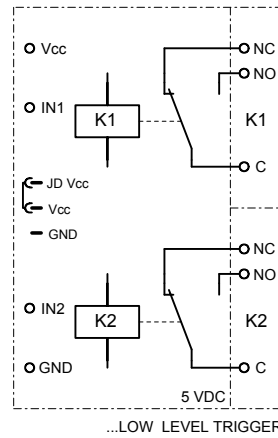 Vcc
NC
NO
IN1
K1
K1
C
JD Vcc
Vcc
GND
NC
NO
IN2
K2
K2
GND
C
5 VDC
...LOW LEVEL TRIGGER